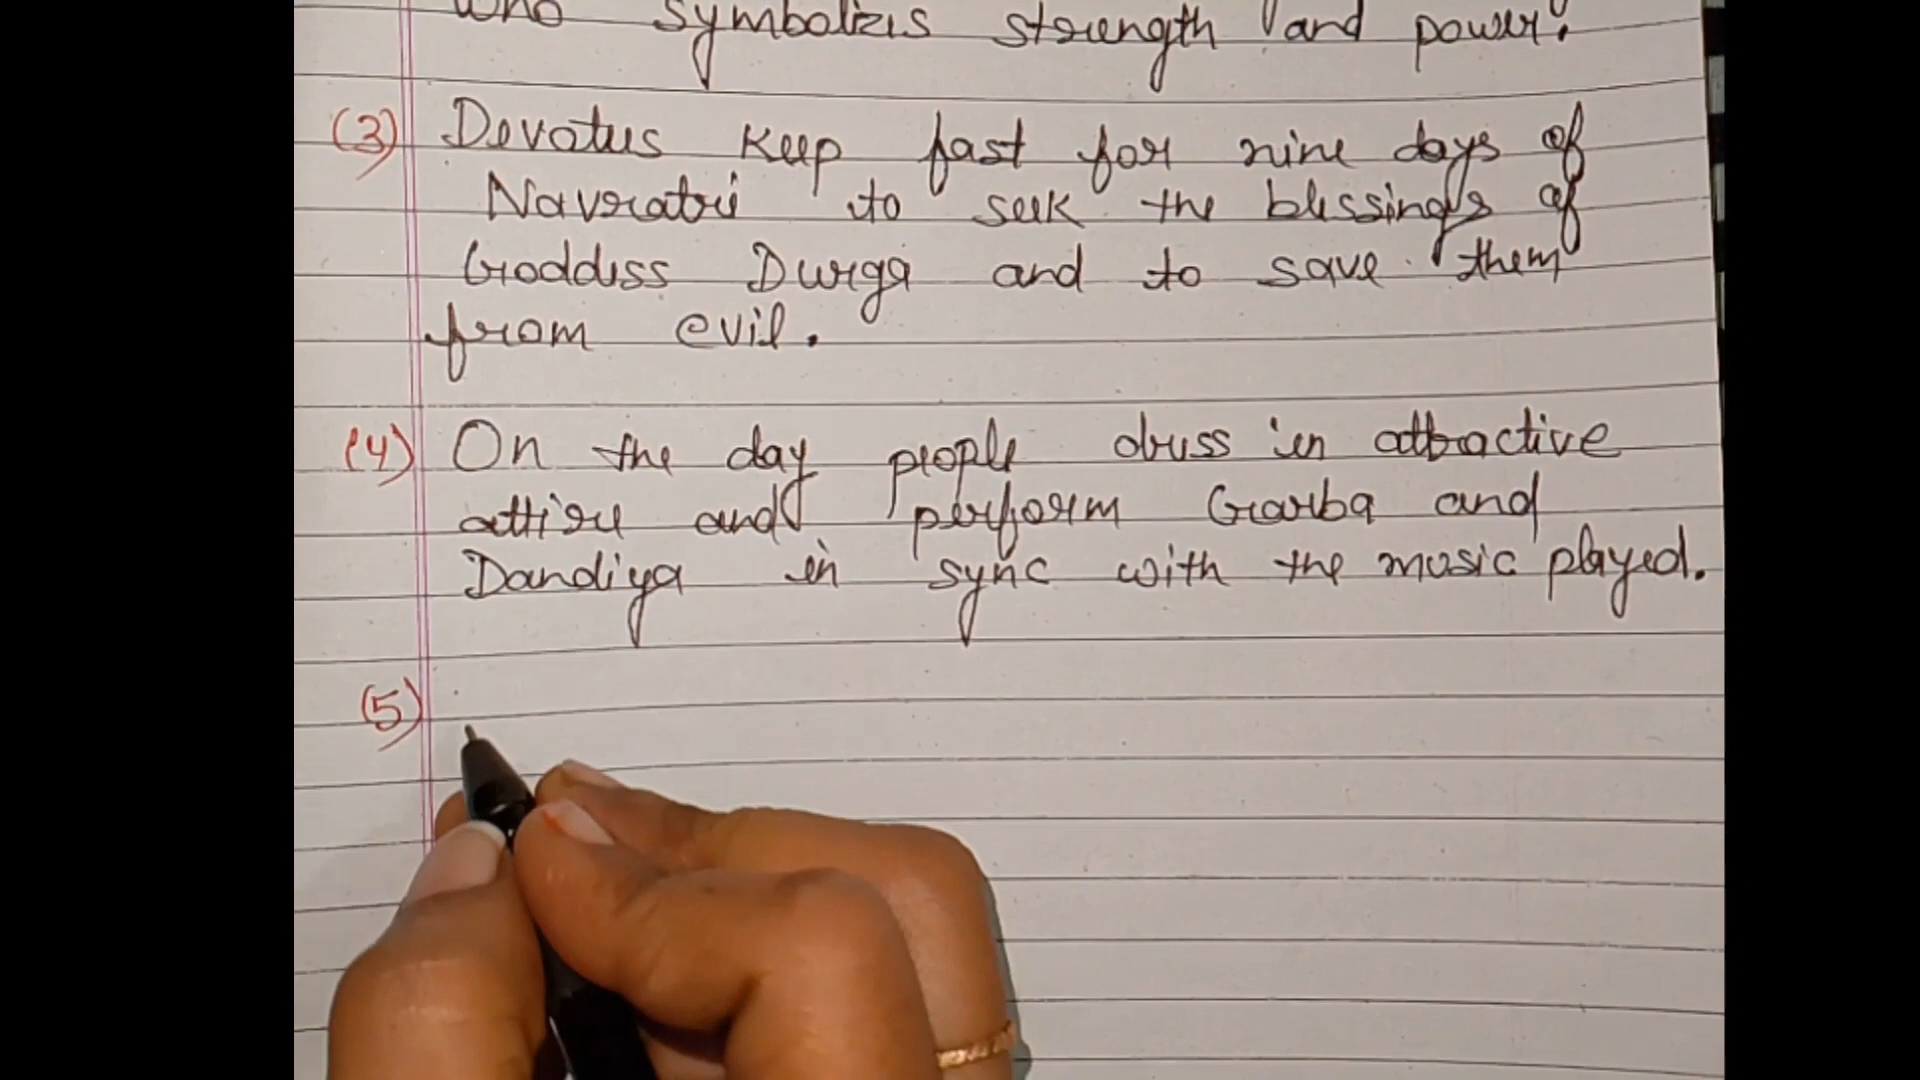 who symbolizes strength and power.
(3) Devotees keep fast for nine days of
Navratri to seek the blessings of
Goddess Durga and to save them
from evil.
(4) On the day people dress in attractive
attire and perform Garba and
Dandiya in sync with the music played.
(5)